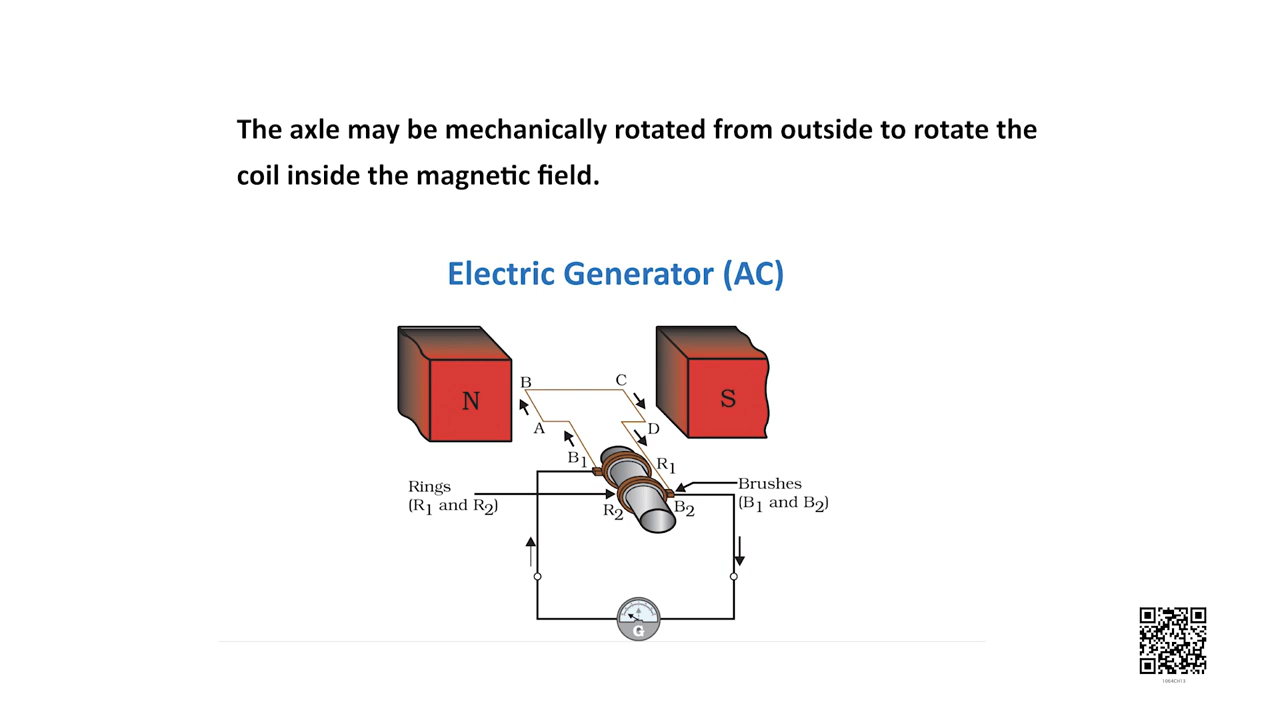 The axle may be mechanically rotated from outside to rotate the
coil inside the magnetic field.
Electric Generator (AC)
N
S
B
C
A
D
B1
R1
Rings
(R1 and R2)
Brushes
(B1 and B2)
R2
B2
G
1064CH13